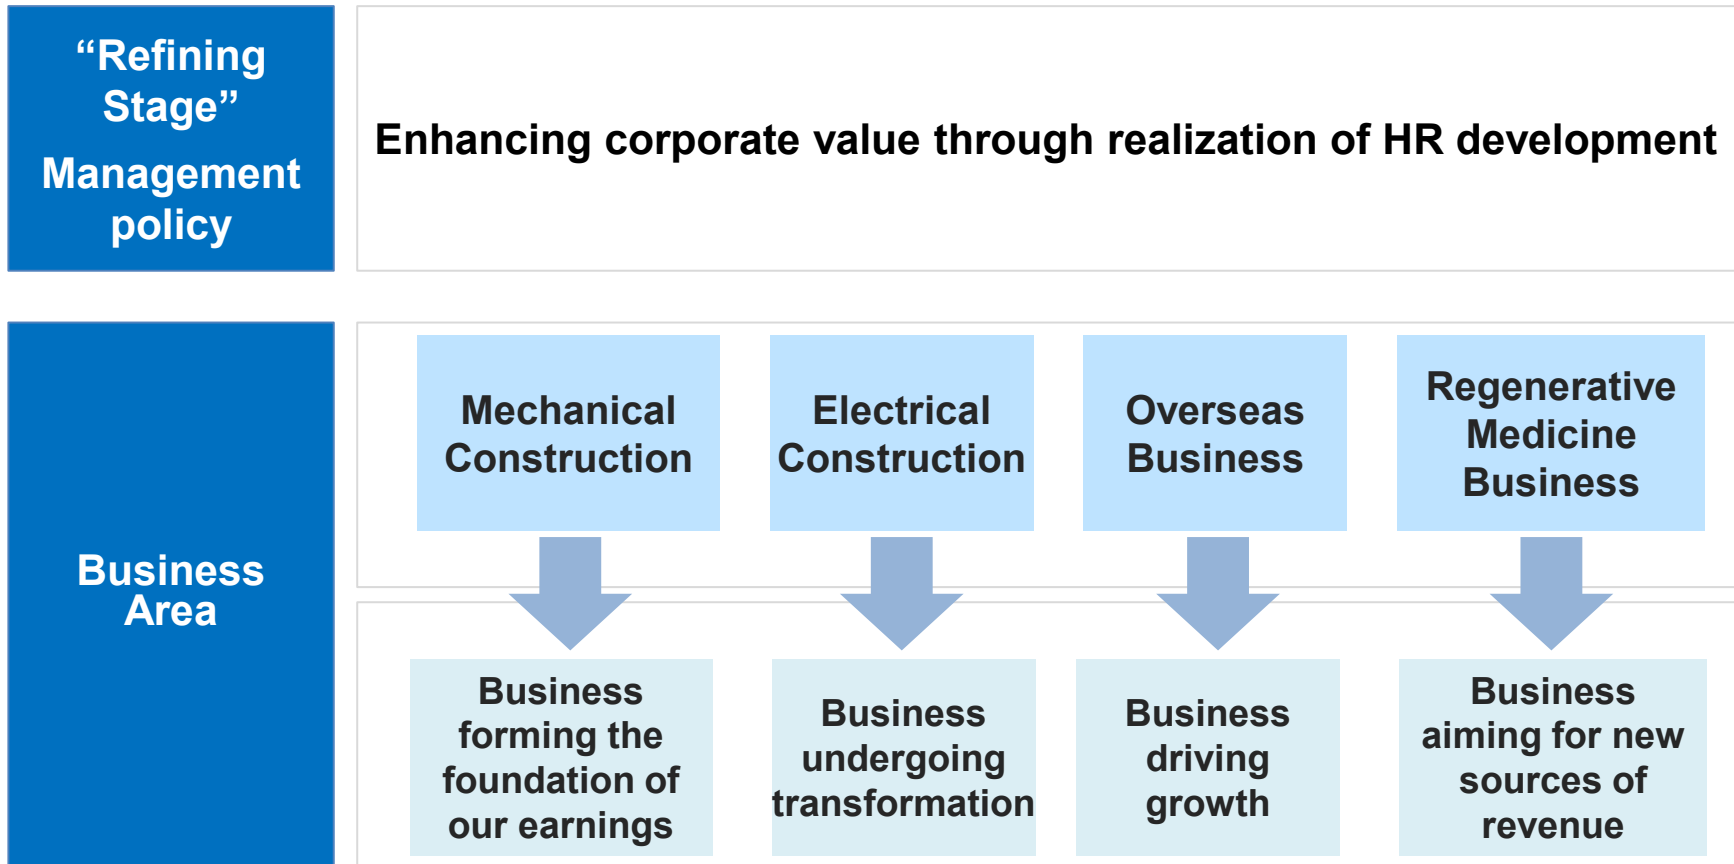 “Refining
Stage”
Management
policy
Enhancing corporate value through realization of HR development
Business
Area
Mechanical
Construction
Electrical
Construction
Overseas
Business
Regenerative
Medicine
Business
Business
forming the
foundation of
our earnings
Business
undergoing
transformation
Business
driving
growth
Business
aiming for new
sources of
revenue